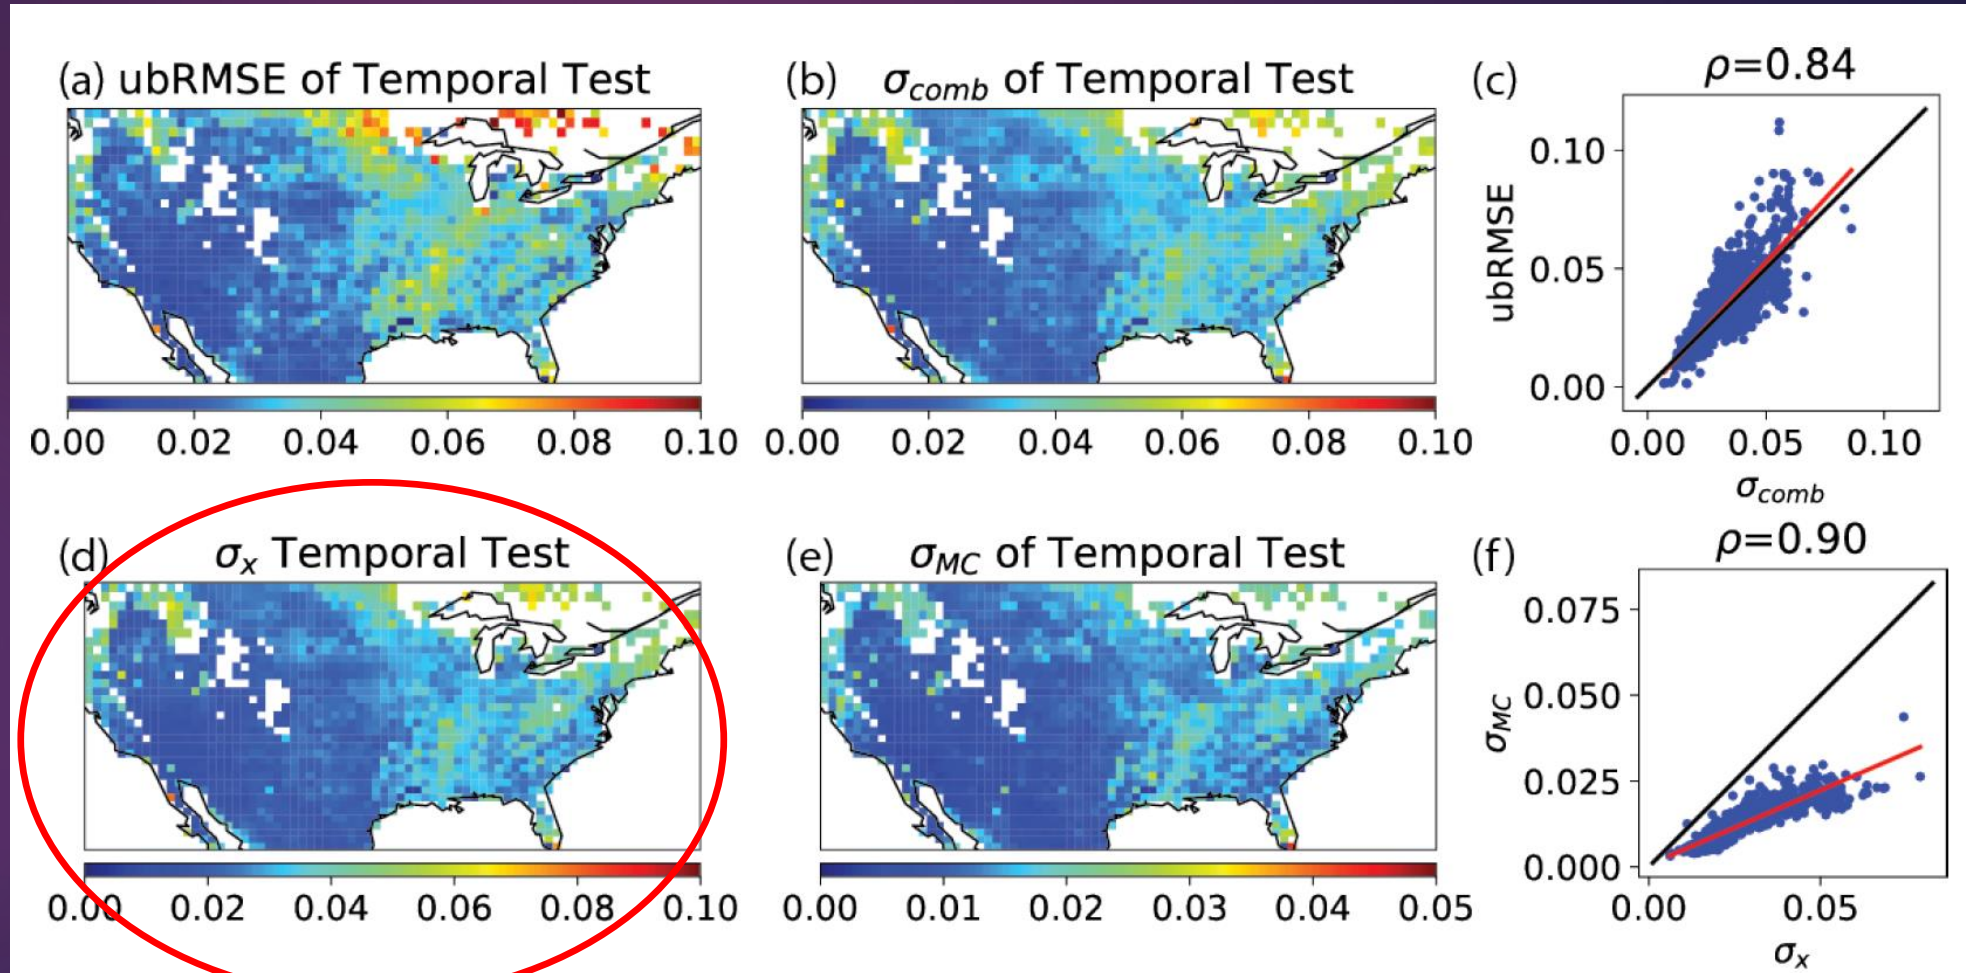 (a) ubRMSE of Temporal Test
0.00 0.02 0.04 0.06 0.08 0.10
(b) σcomb of Temporal Test
0.00 0.02 0.04 0.06 0.08 0.10
(c) ρ=0.84
ubRMSE
0.10
0.05
0.00
0.00 0.05 0.10
σcomb
(d) σx Temporal Test
0.00 0.02 0.04 0.06 0.08 0.10
(e) σMC of Temporal Test
0.00 0.01 0.02 0.03 0.04 0.05
(f) ρ=0.90
σMC
0.075
0.050
0.025
0.000
0.00 0.05
σx